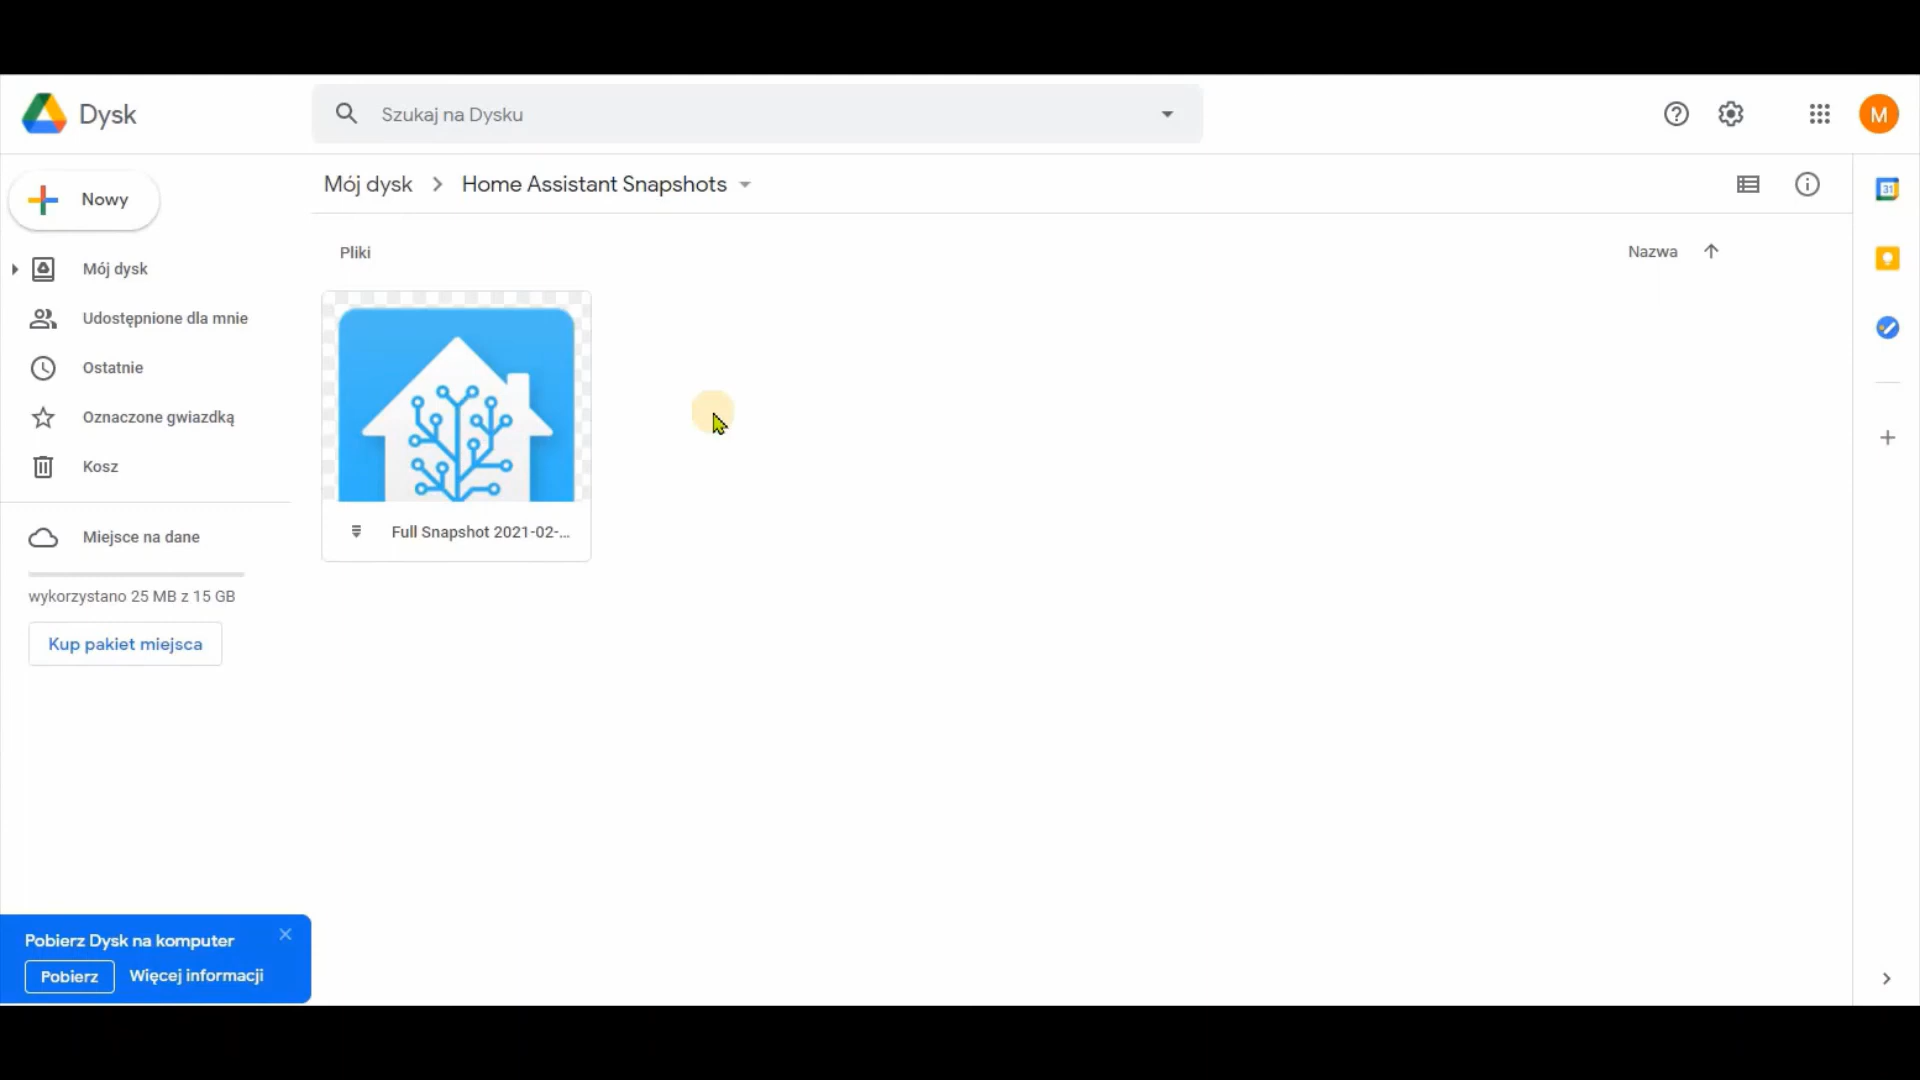 Dysk
Szukaj na Dysku
M
Nowy
Mój dysk
Udostępnione dla mnie
Ostatnie
Oznaczone gwiazdką
Kosz
Miejsce na dane
wykorzystano 25 MB z 15 GB
Kup pakiet miejsca
Mój dysk > Home Assistant Snapshots
Pliki
Nazwa
Full Snapshot 2021-02-...
31
Pobierz Dysk na komputer
Pobierz
Więcej informacji